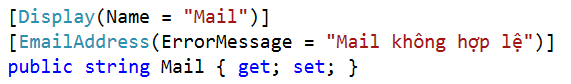 [Display(Name = "Mail")]
[EmailAddress(ErrorMessage = "Mail không hợp lệ")]
public string Mail { get; set; }